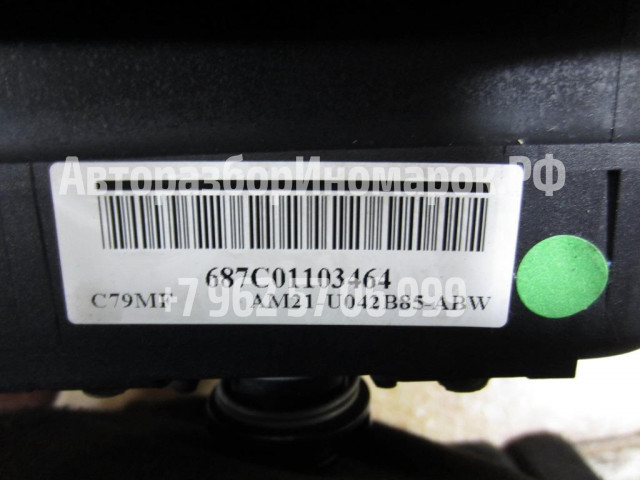 АвторазборИномарок.РФ
687C01103464
C79MF AM21-U042B85-ABW